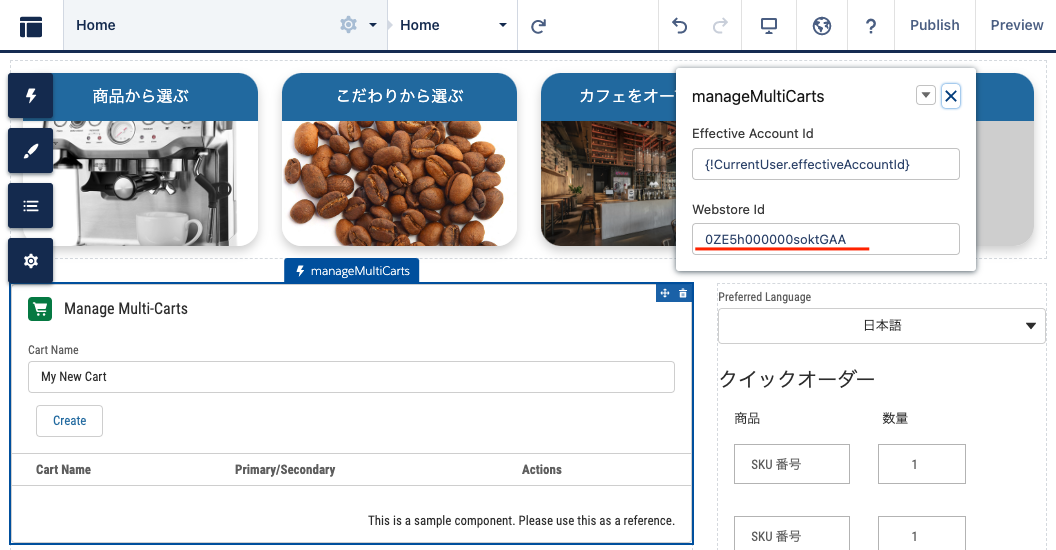 Home
Home
?
Publish
Preview
商品から選ぶ
こだわりから選ぶ
カフェをオー
manageMultiCarts
Effective Account Id
{!CurrentUser.effectiveAccountId}
Webstore Id
0ZE5h000000soktGAA
manageMultiCarts
Manage Multi-Carts
Cart Name
My New Cart
Create
Cart Name Primary/Secondary Actions
This is a sample component. Please use this as a reference.
Preferred Language
日本語
クイックオーダー
商品 数量
SKU 番号 1
SKU 番号 1